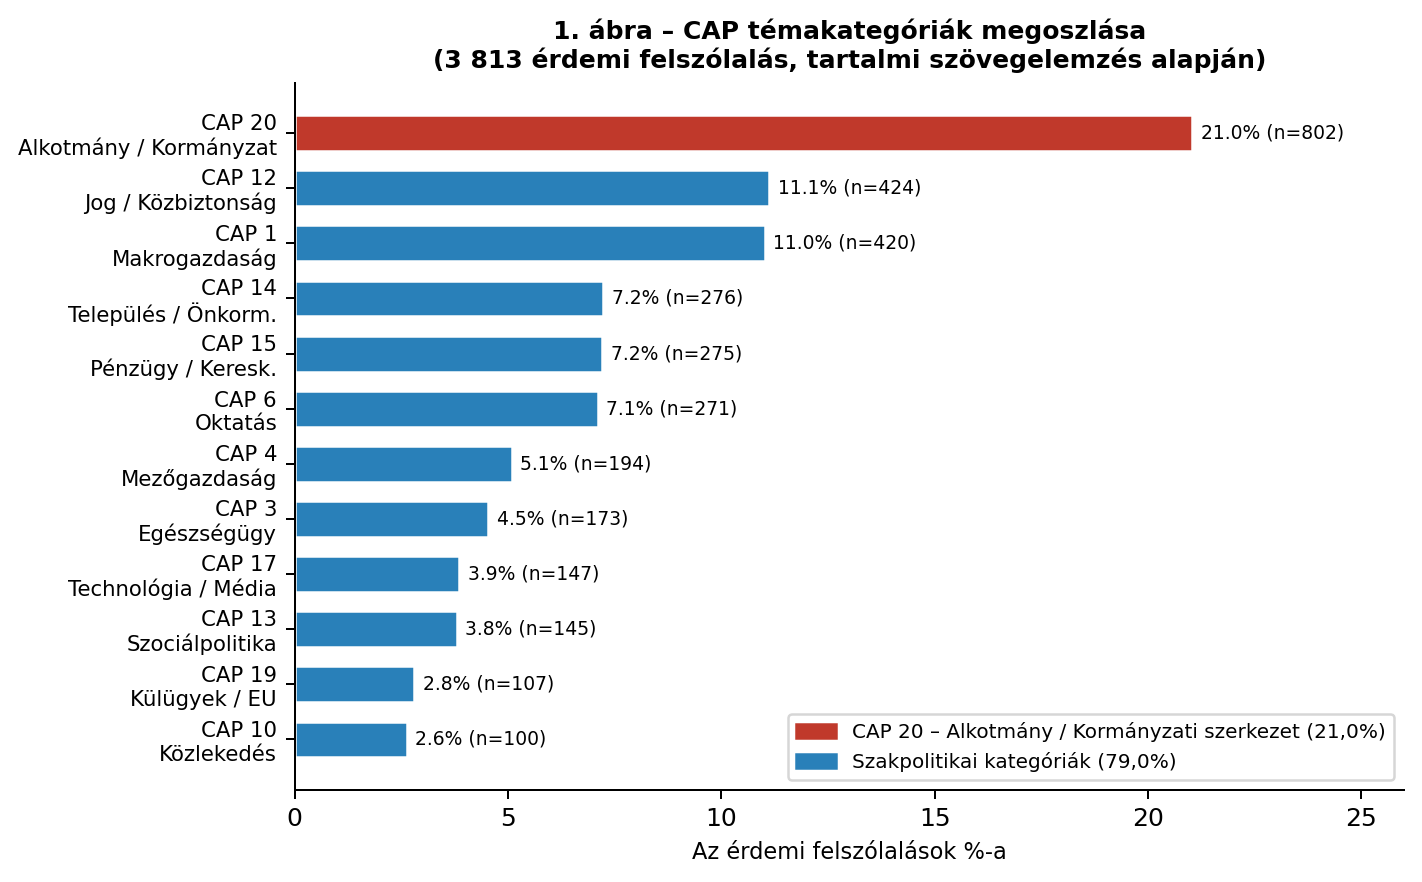 1. ábra – CAP témakategóriák megoszlása
(3 813 érdemi felszólalás, tartalmi szövegelemzés alapján)
CAP 20
Alkotmány / Kormányzat
21.0% (n=802)
CAP 12
Jog / Közbiztonság
11.1% (n=424)
CAP 1
Makrogazdaság
11.0% (n=420)
CAP 14
Település / Önkorm.
7.2% (n=276)
CAP 15
Pénzügy / Keresk.
7.2% (n=275)
CAP 6
Oktatás
7.1% (n=271)
CAP 4
Mezőgazdaság
5.1% (n=194)
CAP 3
Egészségügy
4.5% (n=173)
CAP 17
Technológia / Média
3.9% (n=147)
CAP 13
Szociálpolitika
3.8% (n=145)
CAP 19
Külügyek / EU
2.8% (n=107)
CAP 10
Közlekedés
2.6% (n=100)
CAP 20 – Alkotmány / Kormányzati szerkezet (21,0%)
Szakpolitikai kategóriák (79,0%)
0 5 10 15 20 25
Az érdemi felszólalások %-a